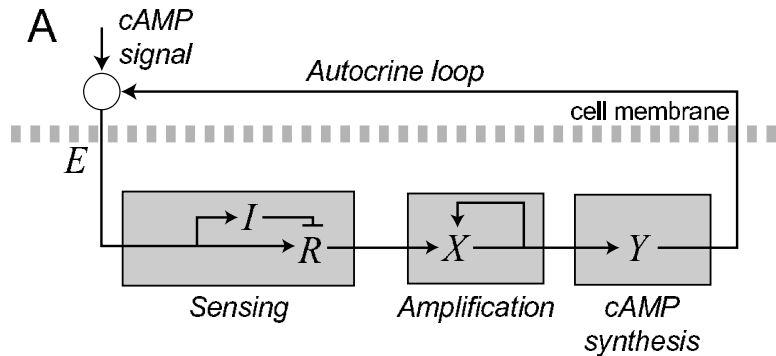 A
cAMP
signal
Autocrine loop
cell membrane
E
I
R
X
Y
Sensing
Amplification
cAMP
synthesis